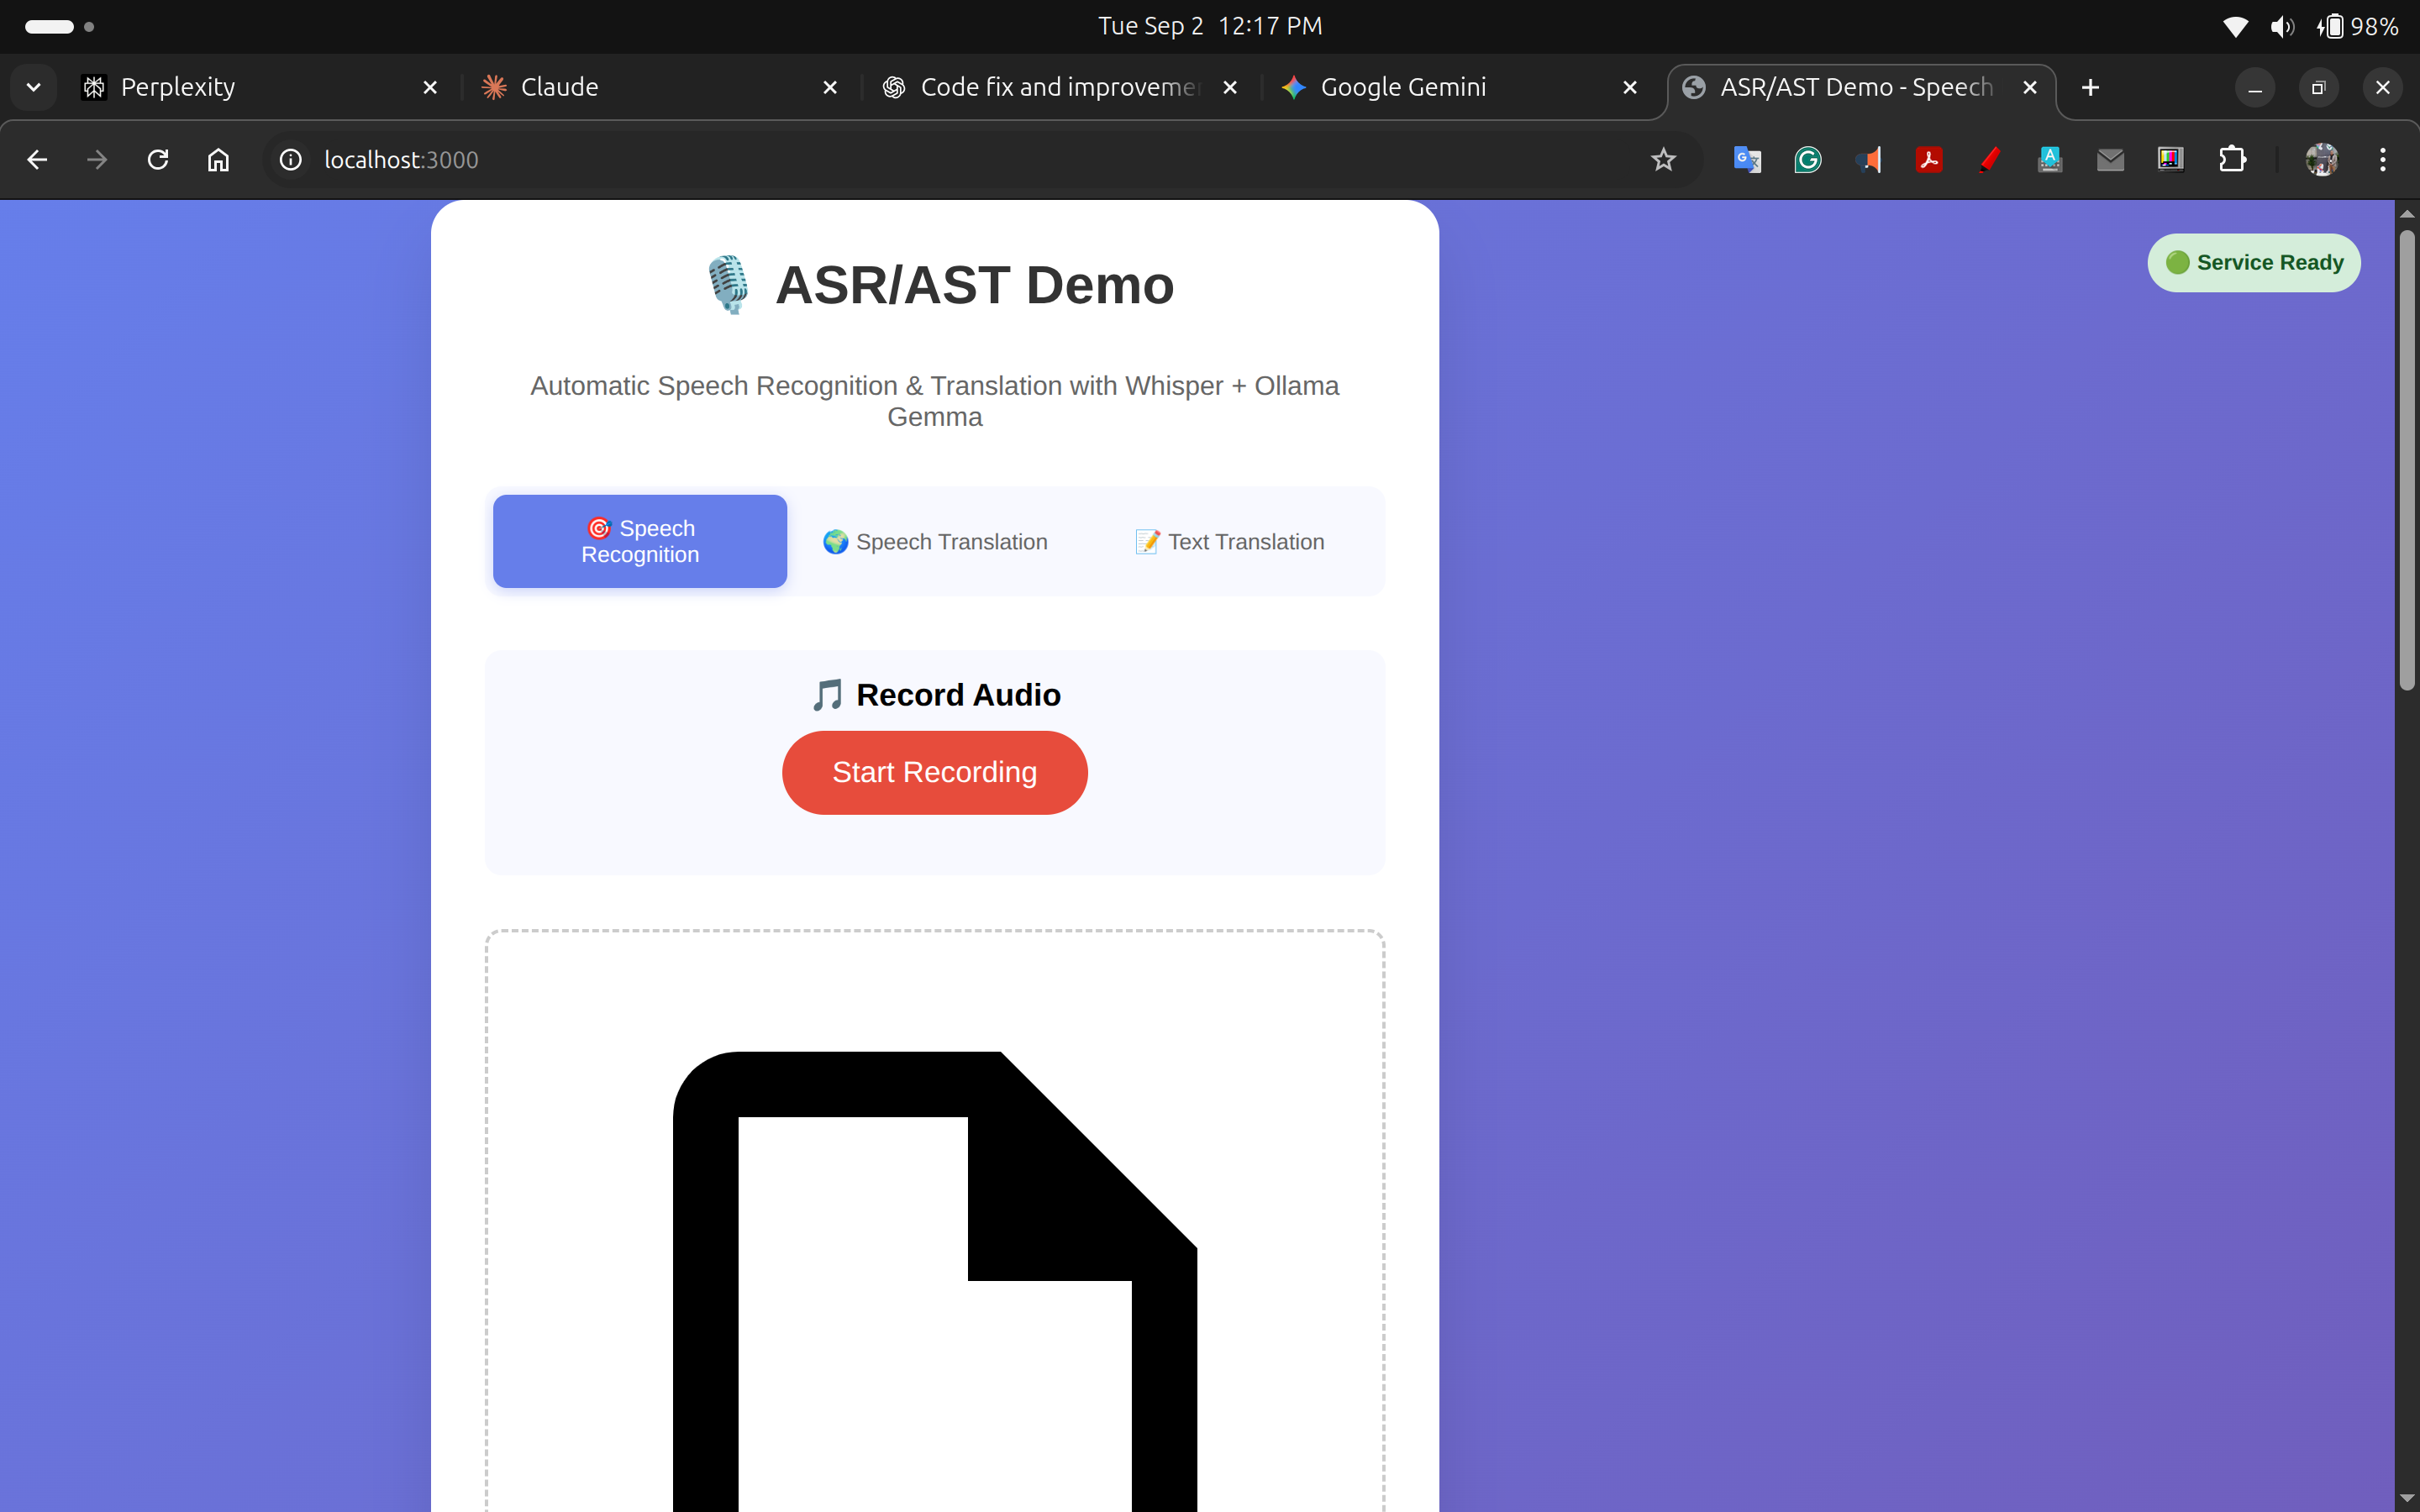 Tue Sep 2 12:17 PM
98%
Perplexity
Claude
Code fix and improvemen
Google Gemini
ASR/AST Demo - Speech
localhost:3000
🟢 Service Ready
🎙️ ASR/AST Demo
Automatic Speech Recognition & Translation with Whisper + Ollama
Gemma
🎯 Speech
Recognition
🌍 Speech Translation
📝 Text Translation
🎵 Record Audio
Start Recording